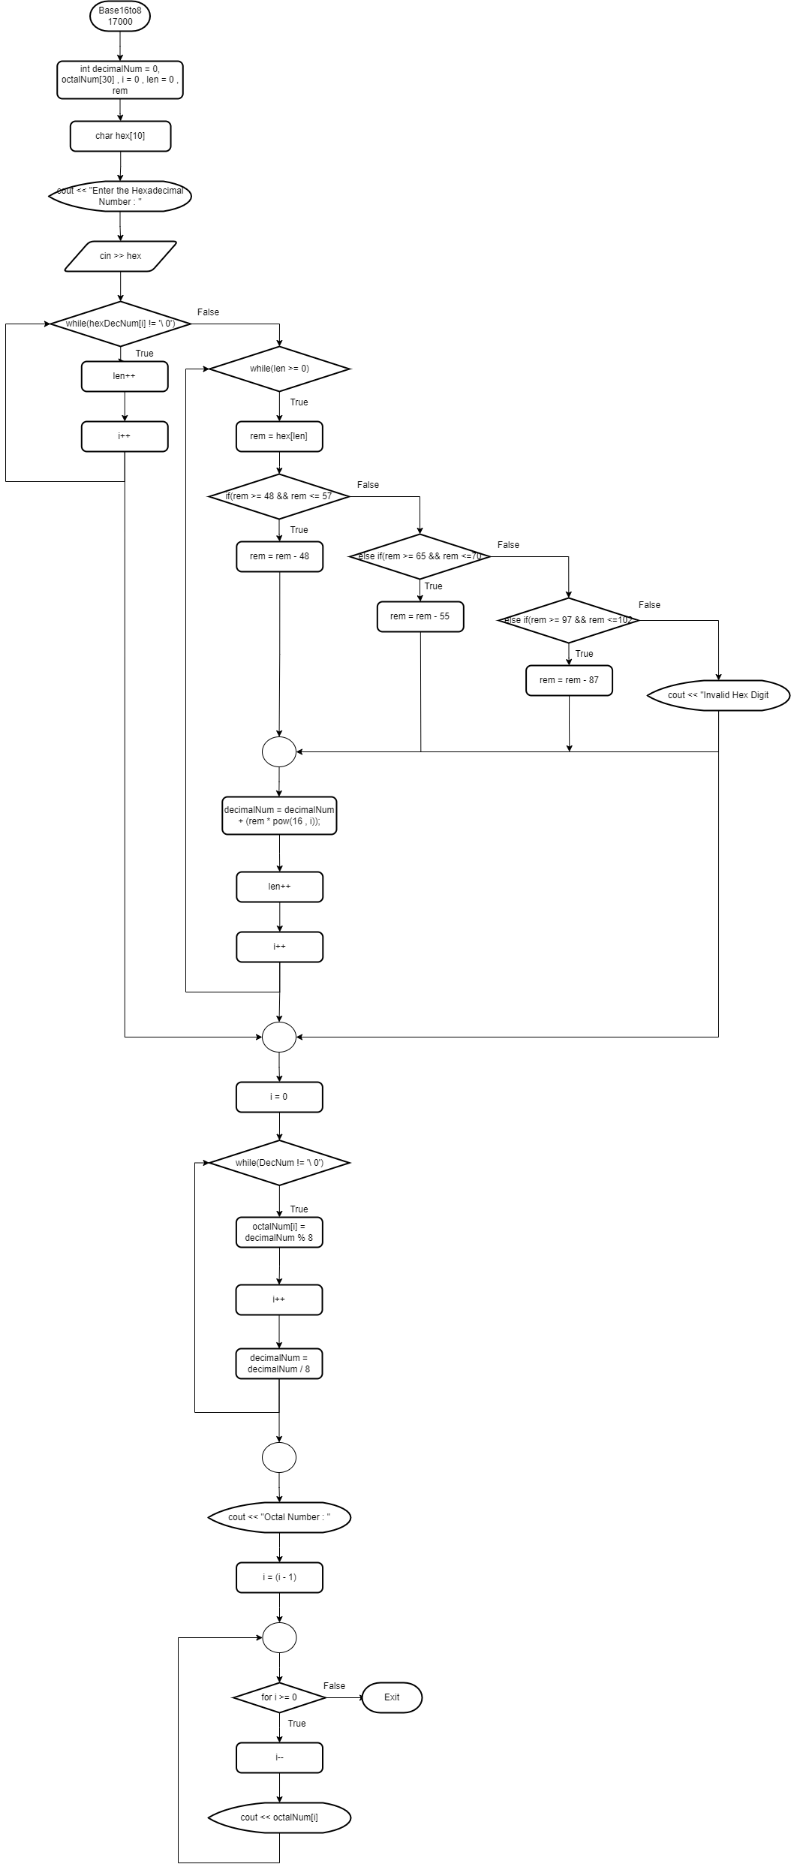 Base16to8
17000
int decimalNum = 0,
octalNum[30] , i = 0 , len = 0 ,
rem
char hex[10]
cout << "Enter the Hexadecimal
Number : "
cin >> hex
while(hexDecNum[i] != '\ 0')
False
True
len++
i++
while(len >= 0)
True
rem = hex[len]
if(rem >= 48 && rem <= 57
False
True
rem = rem - 48
else if(rem >= 65 && rem <=70
False
True
rem = rem - 55
else if(rem >= 97 && rem <=102
False
True
rem = rem - 87
cout << "Invalid Hex Digit
decimalNum = decimalNum
+ (rem * pow(16 , i));
len++
i++
i = 0
while(DecNum != '\ 0')
True
octalNum[i] =
decimalNum % 8
i++
decimalNum =
decimalNum / 8
cout << "Octal Number : "
i = (i - 1)
for i >= 0
False
Exit
True
i--
cout << octalNum[i]